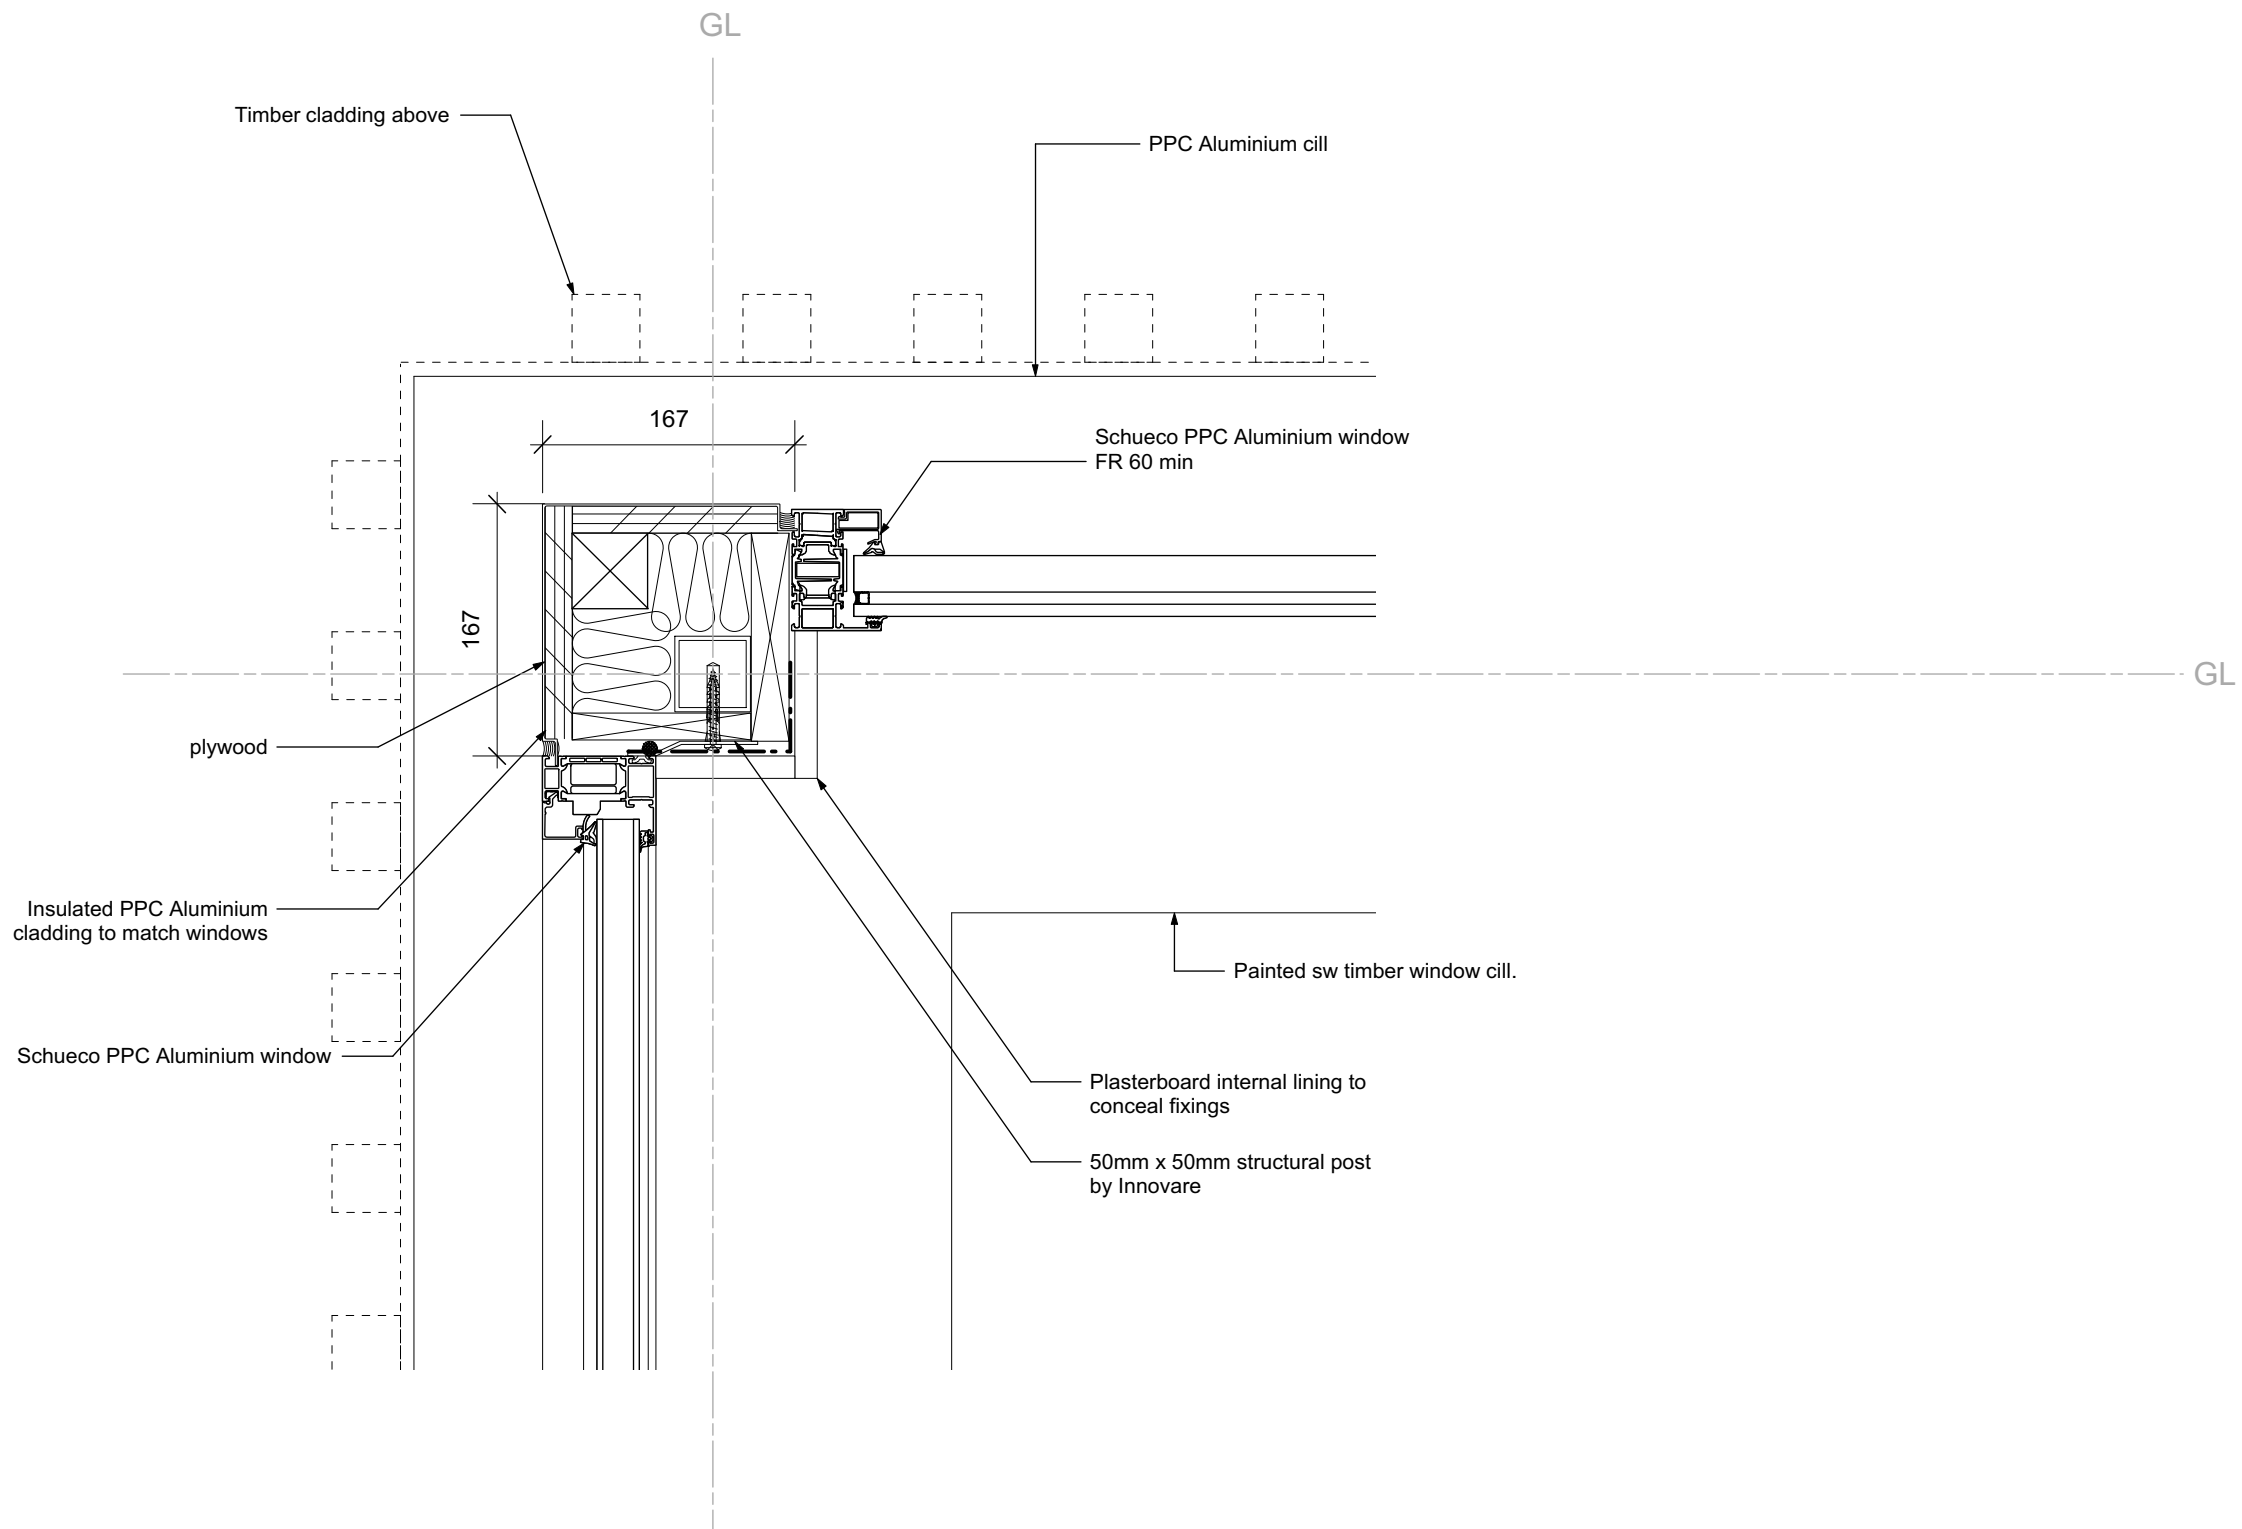 GL
Timber cladding above
PPC Aluminium cill
167
Schueco PPC Aluminium window
FR 60 min
167
GL
plywood
Insulated PPC Aluminium
cladding to match windows
Painted sw timber window cill.
Schueco PPC Aluminium window
Plasterboard internal lining to
conceal fixings
50mm x 50mm structural post
by Innovare